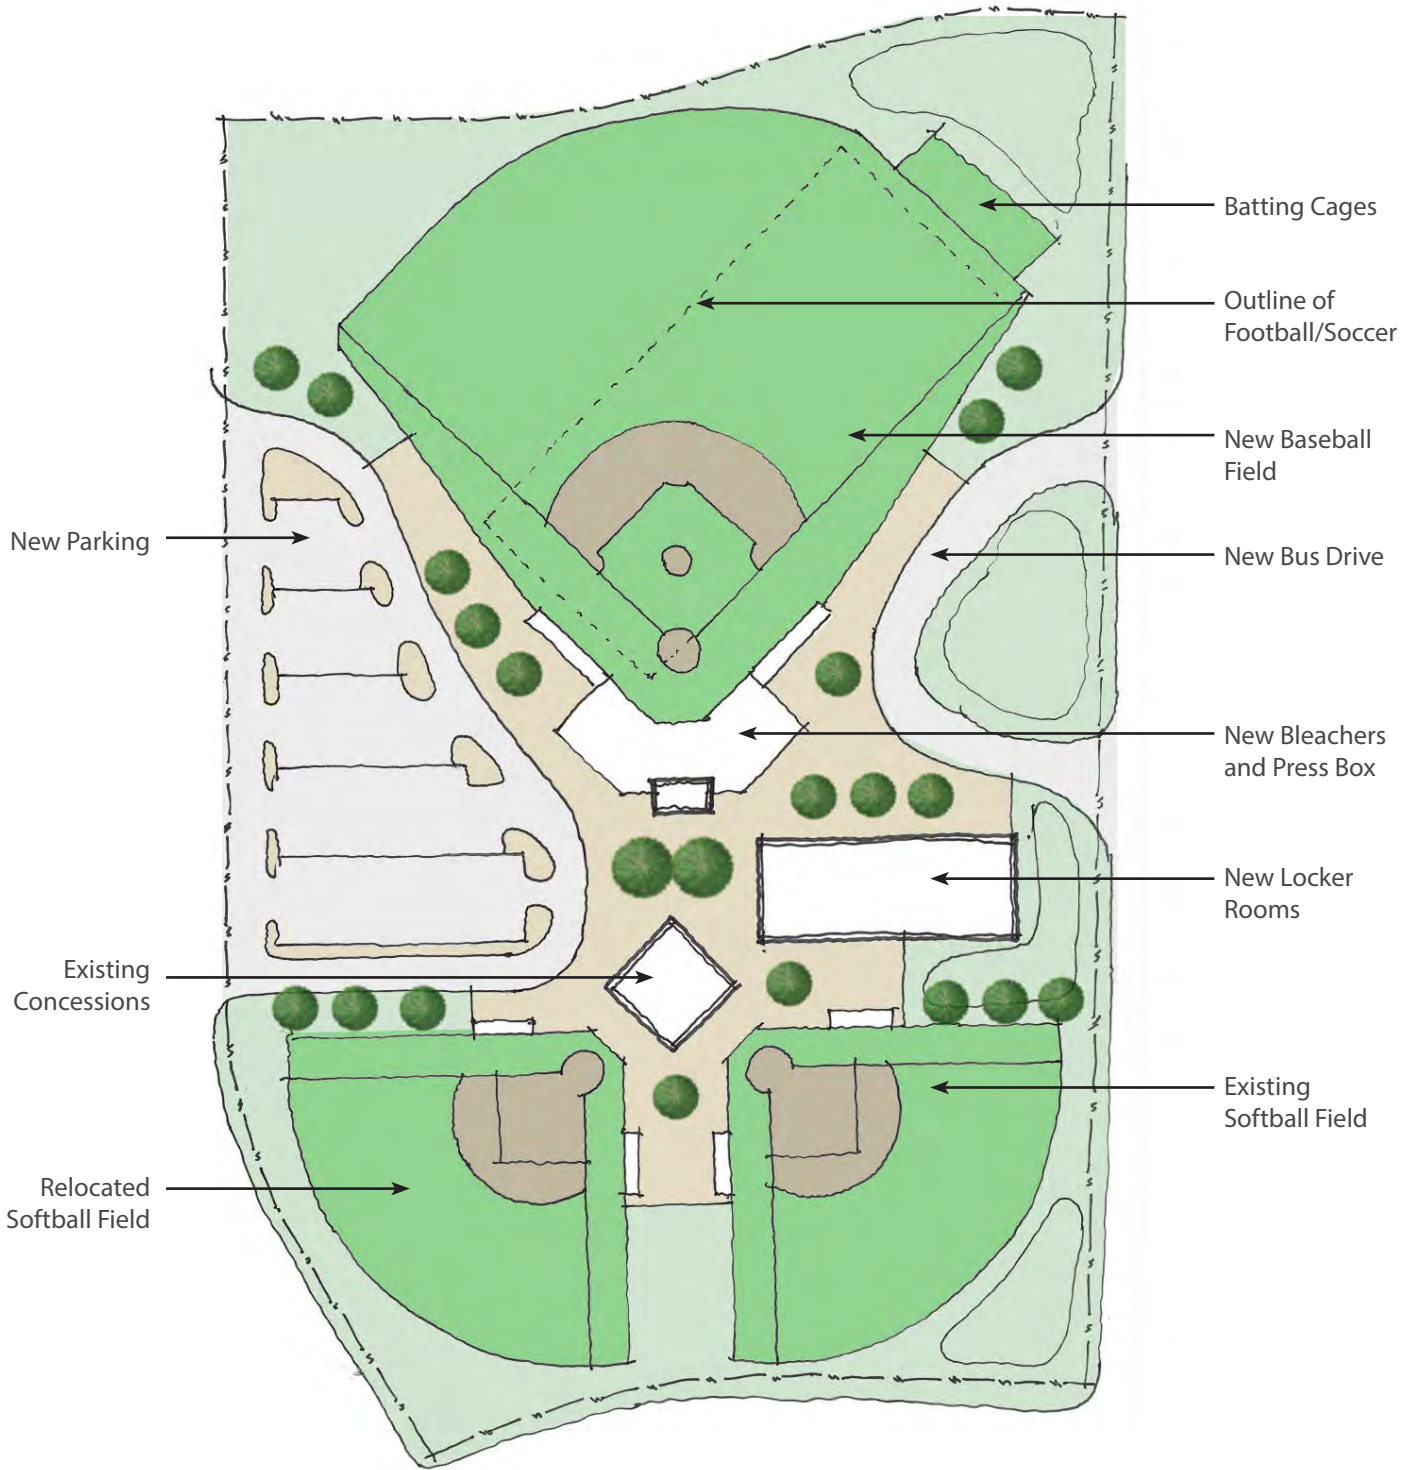 Batting Cages
Outline of
Football/Soccer
New Baseball
Field
New Parking
New Bus Drive
New Bleachers
and Press Box
New Locker
Rooms
Existing
Concessions
Existing
Softball Field
Relocated
Softball Field